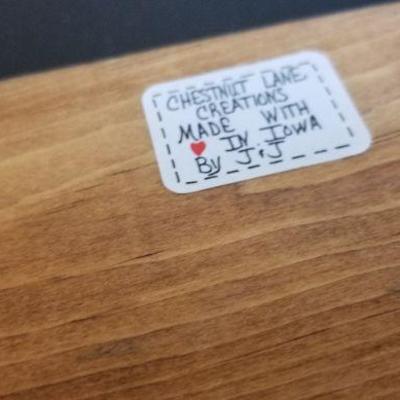 CHESTNUT LANE
CREATIONS
MADE WITH
♥ IN IOWA
By J&J